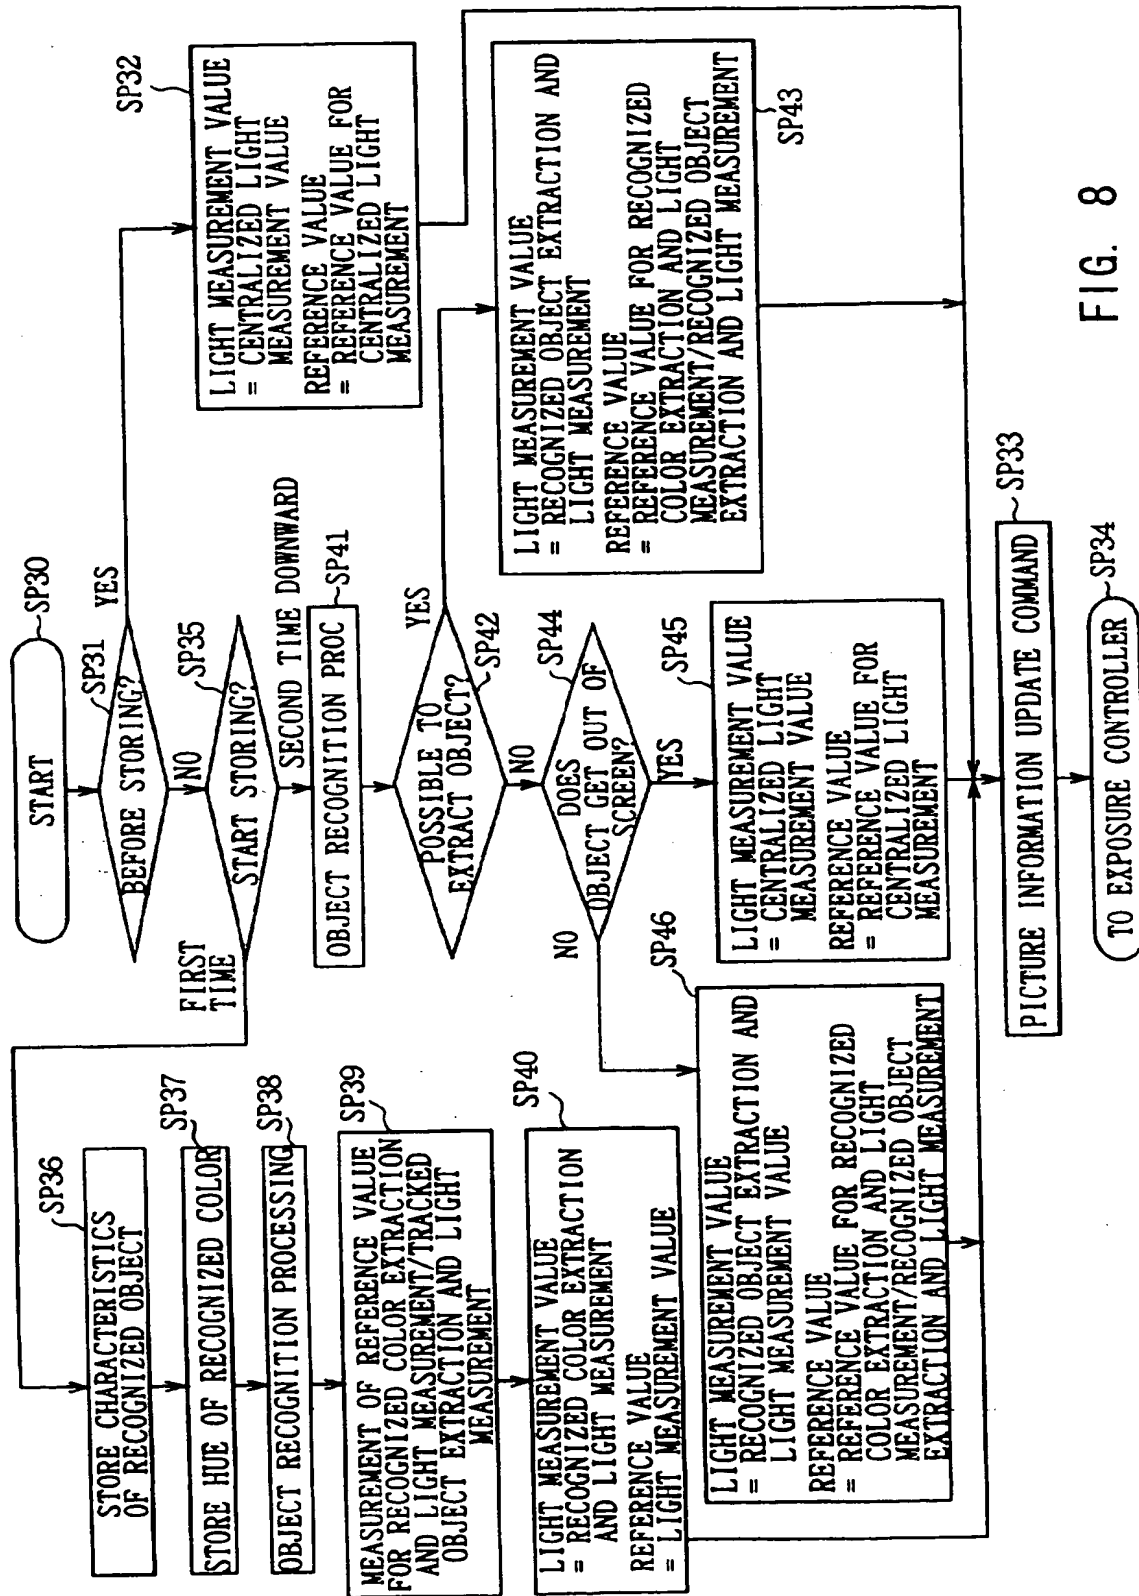 START
SP30
SP31
BEFORE STORING?
YES
NO
SP32
LIGHT MEASUREMENT VALUE
= CENTRALIZED LIGHT
MEASUREMENT VALUE
REFERENCE VALUE
= REFERENCE VALUE FOR
CENTRALIZED LIGHT
MEASUREMENT
SP35
START STORING?
FIRST
TIME
SECOND TIME DOWNWARD
SP36
STORE CHARACTERISTICS
OF RECOGNIZED OBJECT
SP37
STORE HUE OF RECOGNIZED COLOR
SP38
OBJECT RECOGNITION PROCESSING
SP39
MEASUREMENT OF REFERENCE VALUE
FOR RECOGNIZED COLOR EXTRACTION
AND LIGHT MEASUREMENT/TRACKED
OBJECT EXTRACTION AND LIGHT
MEASUREMENT
SP40
LIGHT MEASUREMENT VALUE
= RECOGNIZED COLOR EXTRACTION
AND LIGHT MEASUREMENT
REFERENCE VALUE
= LIGHT MEASUREMENT VALUE
OBJECT RECOGNITION PROC
SP41
POSSIBLE TO
EXTRACT OBJECT?
SP42
YES
NO
LIGHT MEASUREMENT VALUE
= RECOGNIZED OBJECT EXTRACTION AND
LIGHT MEASUREMENT
REFERENCE VALUE
= REFERENCE VALUE FOR RECOGNIZED
COLOR EXTRACTION AND LIGHT
MEASUREMENT/RECOGNIZED OBJECT
EXTRACTION AND LIGHT MEASUREMENT
SP43
SP44
DOES
OBJECT GET OUT OF
SCREEN?
NO
YES
SP45
LIGHT MEASUREMENT VALUE
= CENTRALIZED LIGHT
MEASUREMENT VALUE
REFERENCE VALUE
= REFERENCE VALUE FOR
CENTRALIZED LIGHT
MEASUREMENT
SP46
LIGHT MEASUREMENT VALUE
= RECOGNIZED OBJECT EXTRACTION AND
LIGHT MEASUREMENT VALUE
REFERENCE VALUE
= REFERENCE VALUE FOR RECOGNIZED
COLOR EXTRACTION AND LIGHT
MEASUREMENT/RECOGNIZED OBJECT
EXTRACTION AND LIGHT MEASUREMENT
PICTURE INFORMATION UPDATE COMMAND
SP33
TO EXPOSURE CONTROLLER
SP34
FIG. 8